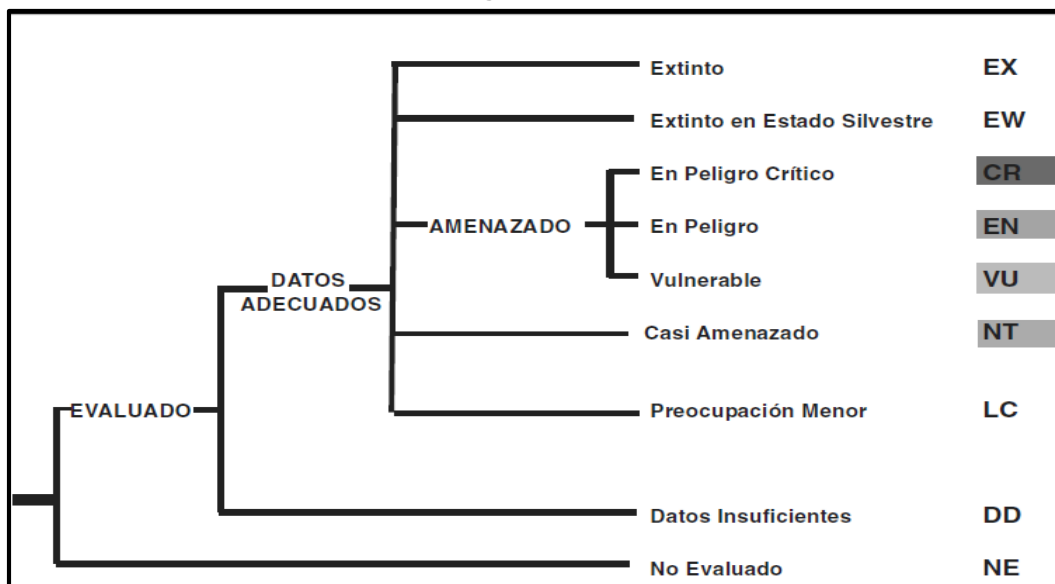 Extinto EX
Extinto en Estado Silvestre EW
En Peligro Crítico CR
AMENAZADO En Peligro EN
DATOS
ADECUADOS
Vulnerable VU
Casi Amenazado NT
EVALUADO Preocupación Menor LC
Datos Insuficientes DD
No Evaluado NE